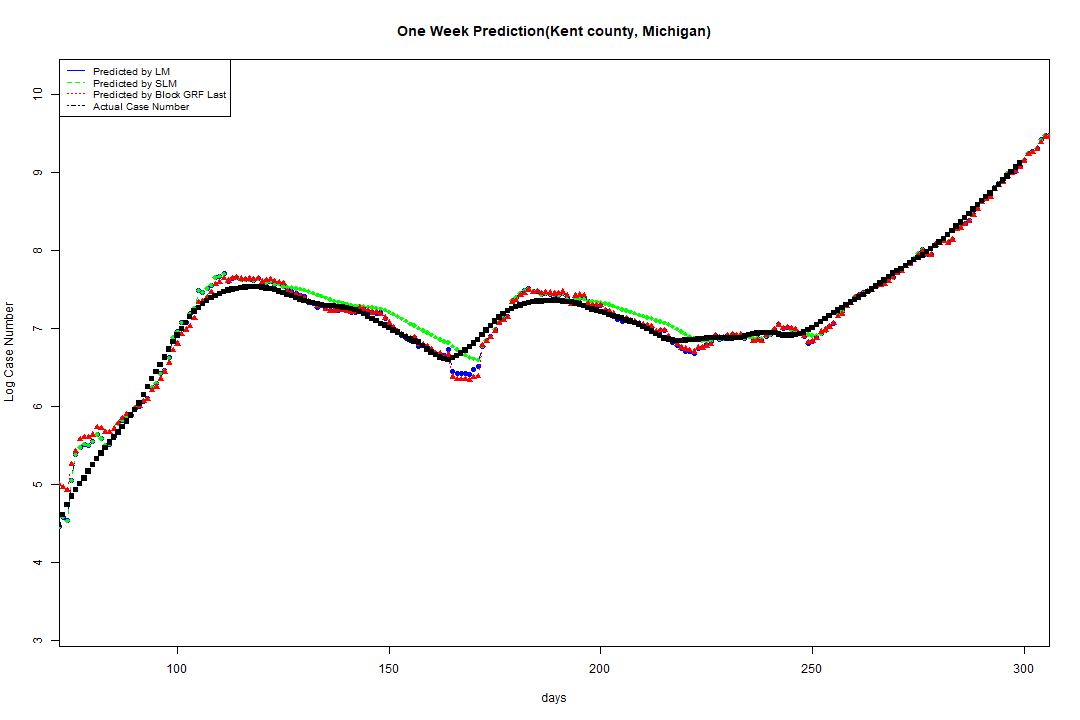 One Week Prediction(Kent county, Michigan)
Predicted by LM
Predicted by SLM
Predicted by Block GRF Last
Actual Case Number
10
9
8
7
6
5
4
3
Log Case Number
100 150 200 250 300
days